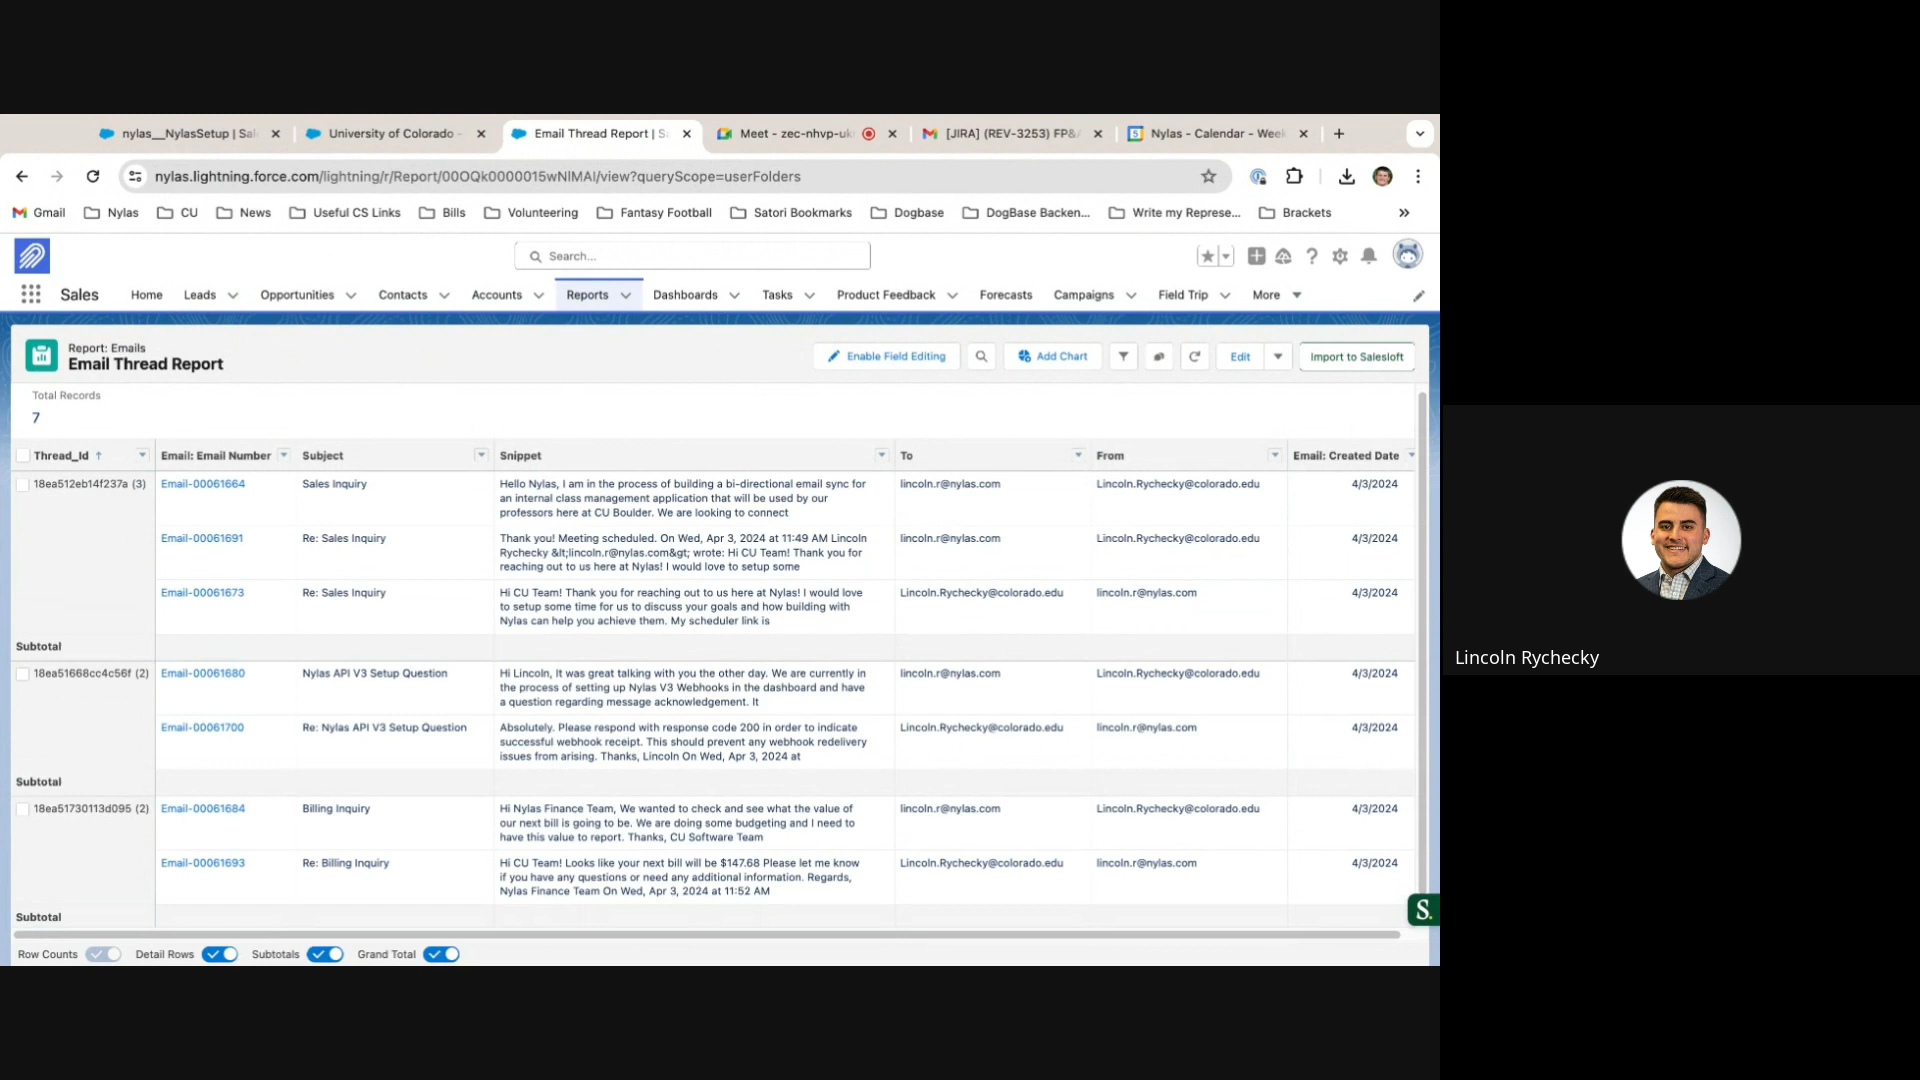 nylas__NylasSetup | Sal
University of Colorado -
Email Thread Report | S
Meet - zec-nhvp-uk
[JIRA] (REV-3253) FP&A
Nylas - Calendar - Week
nylas.lightning.force.com/lightning/r/Report/00OQk0000015wNlMAI/view?queryScope=userFolders
Gmail
Nylas
CU
News
Useful CS Links
Bills
Volunteering
Fantasy Football
Satori Bookmarks
Dogbase
DogBase Backen...
Write my Represe...
Brackets
Search...
Sales
Home
Leads
Opportunities
Contacts
Accounts
Reports
Dashboards
Tasks
Product Feedback
Forecasts
Campaigns
Field Trip
More
Report: Emails
Email Thread Report
Enable Field Editing
Add Chart
Edit
Import to Salesloft
Total Records
7
Thread_Id ↑
Email: Email Number
Subject
Snippet
To
From
Email: Created Date
18ea512eb14f237a (3)
Email-00061664
Sales Inquiry
Hello Nylas, I am in the process of building a bi-directional email sync for
an internal class management application that will be used by our
professors here at CU Boulder. We are looking to connect
lincoln.r@nylas.com
Lincoln.Rychecky@colorado.edu
4/3/2024
Email-00061691
Re: Sales Inquiry
Thank you! Meeting scheduled. On Wed, Apr 3, 2024 at 11:49 AM Lincoln
Rychecky &lt;lincoln.r@nylas.com&gt; wrote: Hi CU Team! Thank you for
reaching out to us here at Nylas! I would love to setup some
lincoln.r@nylas.com
Lincoln.Rychecky@colorado.edu
4/3/2024
Email-00061673
Re: Sales Inquiry
Hi CU Team! Thank you for reaching out to us here at Nylas! I would love
to setup some time for us to discuss your goals and how building with
Nylas can help you achieve them. My scheduler link is
Lincoln.Rychecky@colorado.edu
lincoln.r@nylas.com
4/3/2024
Subtotal
18ea51668cc4c56f (2)
Email-00061680
Nylas API V3 Setup Question
Hi Lincoln, It was great talking with you the other day. We are currently in
the process of setting up Nylas V3 Webhooks in the dashboard and have
a question regarding message acknowledgement. It
lincoln.r@nylas.com
Lincoln.Rychecky@colorado.edu
4/3/2024
Email-00061700
Re: Nylas API V3 Setup Question
Absolutely. Please respond with response code 200 in order to indicate
successful webhook receipt. This should prevent any webhook redelivery
issues from arising. Thanks, Lincoln On Wed, Apr 3, 2024 at
Lincoln.Rychecky@colorado.edu
lincoln.r@nylas.com
4/3/2024
Subtotal
18ea51730113d095 (2)
Email-00061684
Billing Inquiry
Hi Nylas Finance Team, We wanted to check and see what the value of
our next bill is going to be. We are doing some budgeting and I need to
have this value to report. Thanks, CU Software Team
lincoln.r@nylas.com
Lincoln.Rychecky@colorado.edu
4/3/2024
Email-00061693
Re: Billing Inquiry
Hi CU Team! Looks like your next bill will be $147.68 Please let me know
if you have any questions or need any additional information. Regards,
Nylas Finance Team On Wed, Apr 3, 2024 at 11:52 AM
Lincoln.Rychecky@colorado.edu
lincoln.r@nylas.com
4/3/2024
Subtotal
S.
Row Counts
Detail Rows
Subtotals
Grand Total
Lincoln Rychecky